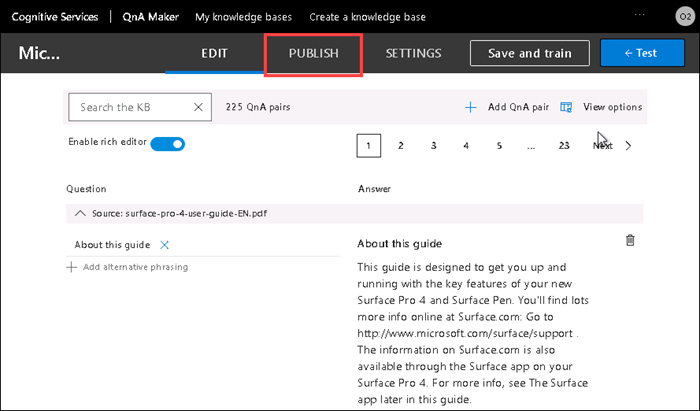 Cognitive Services QnA Maker My knowledge bases Create a knowledge base ... O2
Mic... EDIT PUBLISH SETTINGS Save and train ← Test
Search the KB 225 QnA pairs Add QnA pair View options
Enable rich editor 1 2 3 4 5 ... 23 Next
Question Answer
Source: surface-pro-4-user-guide-EN.pdf
About this guide
Add alternative phrasing
About this guide
This guide is designed to get you up and
running with the key features of your new
Surface Pro 4 and Surface Pen. You'll find lots
more info online at Surface.com: Go to
http://www.microsoft.com/surface/support .
The information on Surface.com is also
available through the Surface app on your
Surface Pro 4. For more info, see The Surface
app later in this guide.